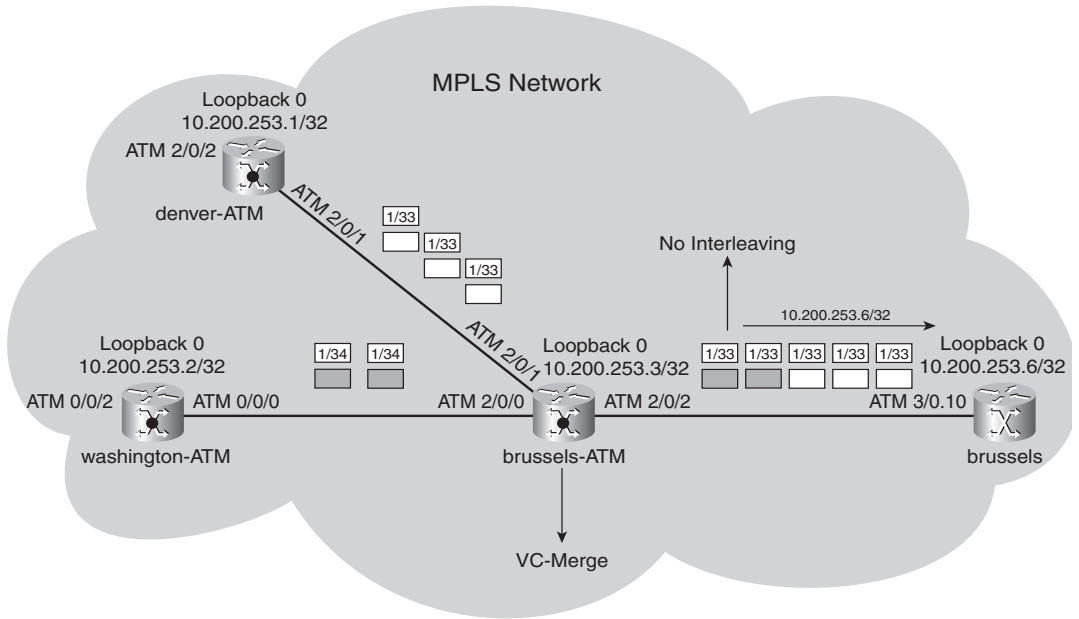 MPLS Network
Loopback 0
10.200.253.1/32
ATM 2/0/2
denver-ATM
ATM 2/0/1
1/33
1/33
1/33
No Interleaving
10.200.253.6/32
Loopback 0
10.200.253.2/32
1/34 1/34
ATM 2/0/1
Loopback 0
10.200.253.3/32
1/33 1/33 1/33 1/33 1/33
Loopback 0
10.200.253.6/32
ATM 0/0/2
ATM 0/0/0
ATM 2/0/0
ATM 2/0/2
ATM 3/0.10
washington-ATM
brussels-ATM
brussels
VC-Merge